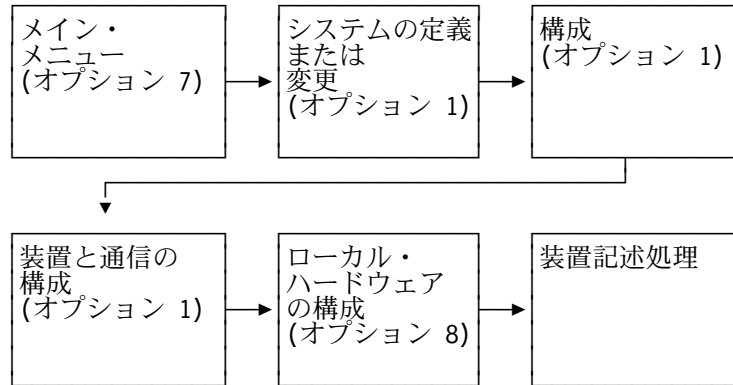 メイン・
メニュー
(オプション 7)
システムの定義
または
変更
(オプション 1)
構成
(オプション 1)
装置と通信の
構成
(オプション 1)
ローカル・
ハードウェア
の構成
(オプション 8)
装置記述処理